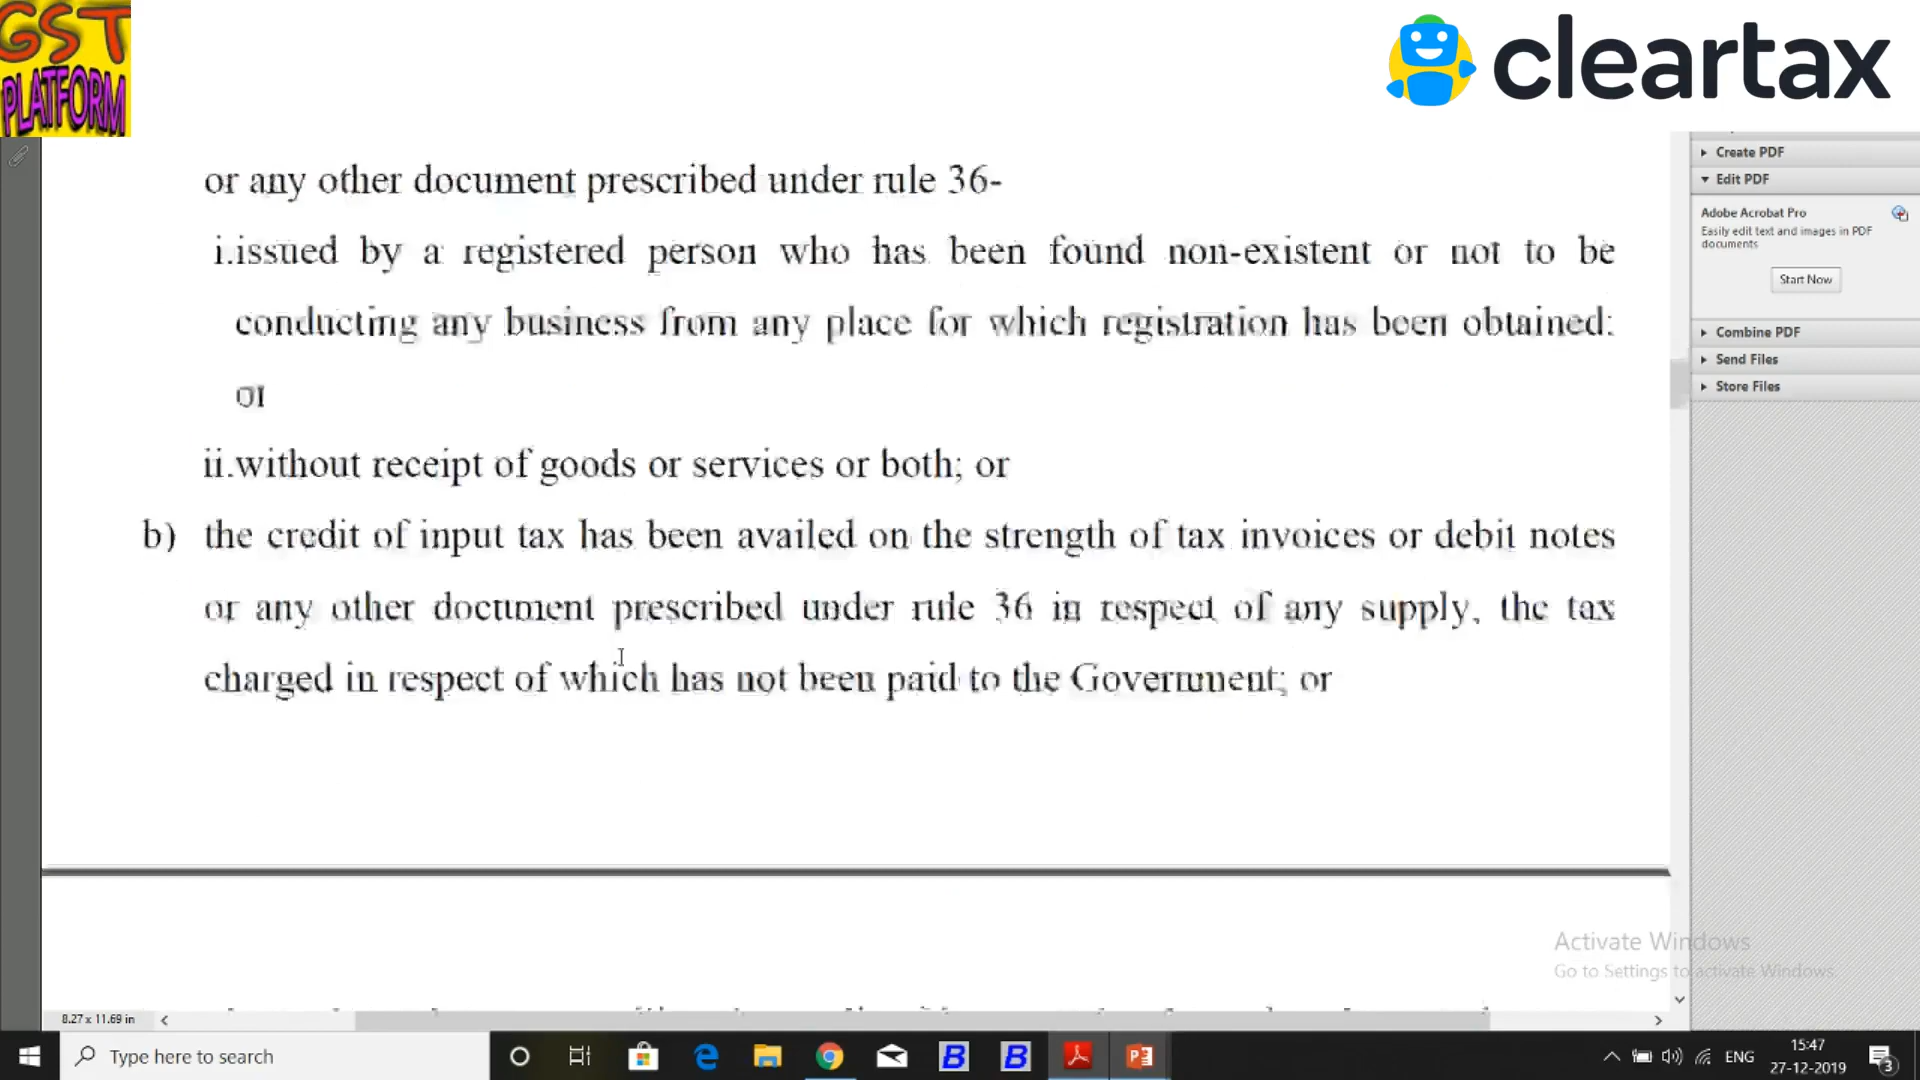 GST
PLATFORM
cleartax
or any other document prescribed under rule 36-
i.issued by a registered person who has been found non-existent or not to be
conducting any business from any place for which registration has been obtained:
or
ii.without receipt of goods or services or both; or
b) the credit of input tax has been availed on the strength of tax invoices or debit notes
or any other document prescribed under rule 36 in respect of any supply, the tax
charged in respect of which has not been paid to the Government; or
Create PDF
Edit PDF
Adobe Acrobat Pro
Easily edit text and images in PDF
documents
Start Now
Combine PDF
Send Files
Store Files
Activate Windows
Go to Settings to activate Windows.
8.27 x 11.69 in
Type here to search
ENG
15:47
27-12-2019
3